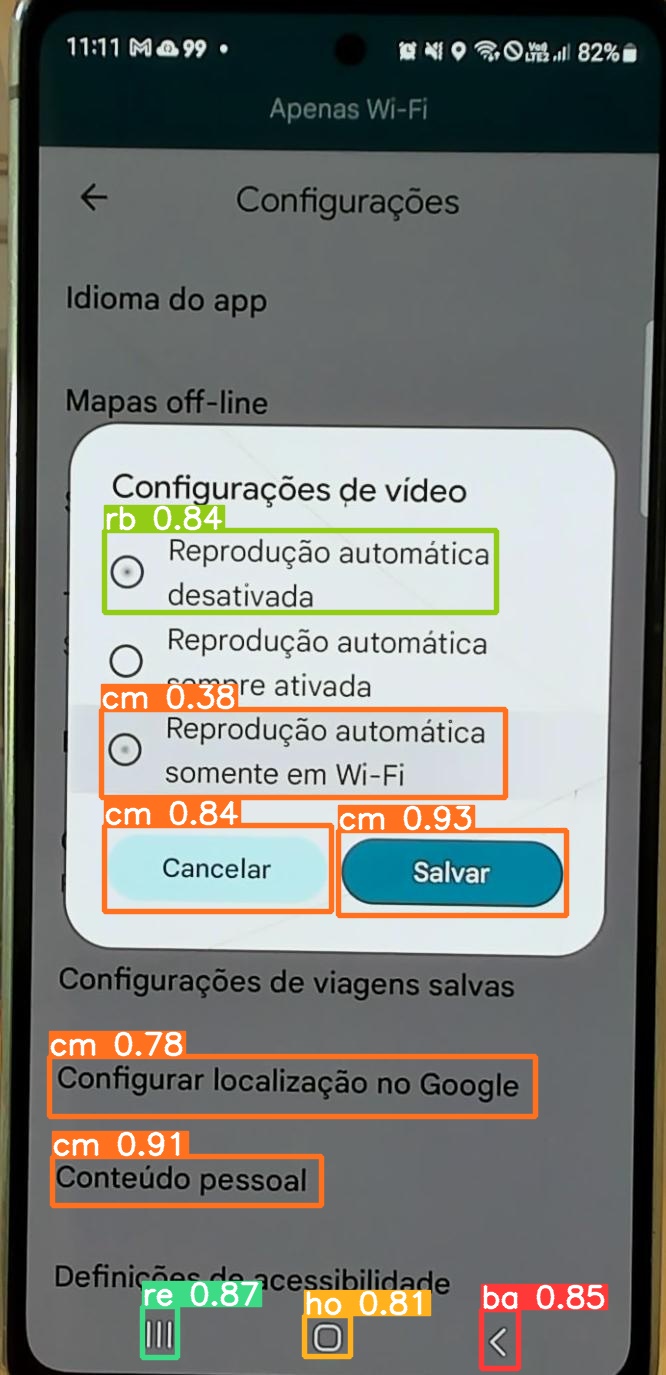 11:11 99 82%
Apenas Wi-Fi
Configurações
Idioma do app
Mapas off-line
Configurações de vídeo
rb 0.84
Reprodução automática
desativada
Reprodução automática
sempre ativada
cm 0.38
Reprodução automática
somente em Wi-Fi
cm 0.84
cm 0.93
Cancelar
Salvar
Configurações de viagens salvas
cm 0.78
Configurar localização no Google
cm 0.91
Conteúdo pessoal
Definições de acessibilidade
re 0.87
ho 0.81
ba 0.85